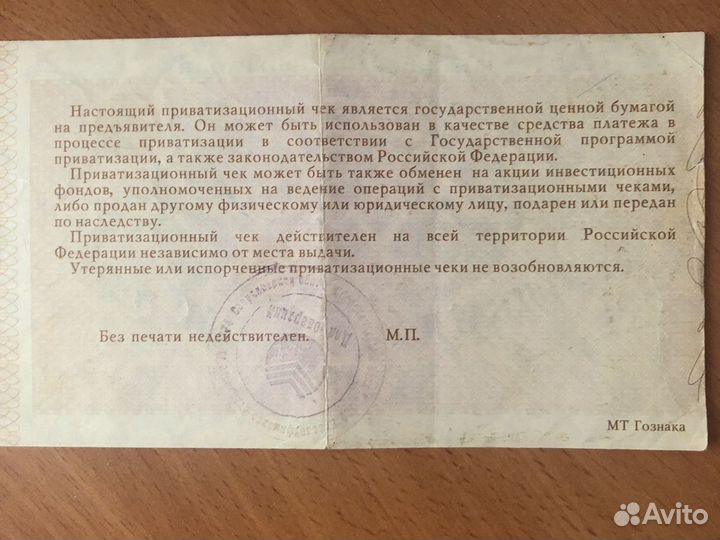 Настоящий приватизационный чек является государственной ценной бумагой
на предъявителя. Он может быть использован в качестве средства платежа в
процессе приватизации в соответствии с Государственной программой
приватизации, а также законодательством Российской Федерации.
Приватизационный чек может быть также обменен на акции инвестиционных
фондов, уполномоченных на ведение операций с приватизационными чеками,
либо продан другому физическому или юридическому лицу, подарен или передан
по наследству.
Приватизационный чек действителен на всей территории Российской
Федерации независимо от места выдачи.
Утерянные или испорченные приватизационные чеки не возобновляются.
Без печати недействителен. М.П.
МТ Гознака
Avito